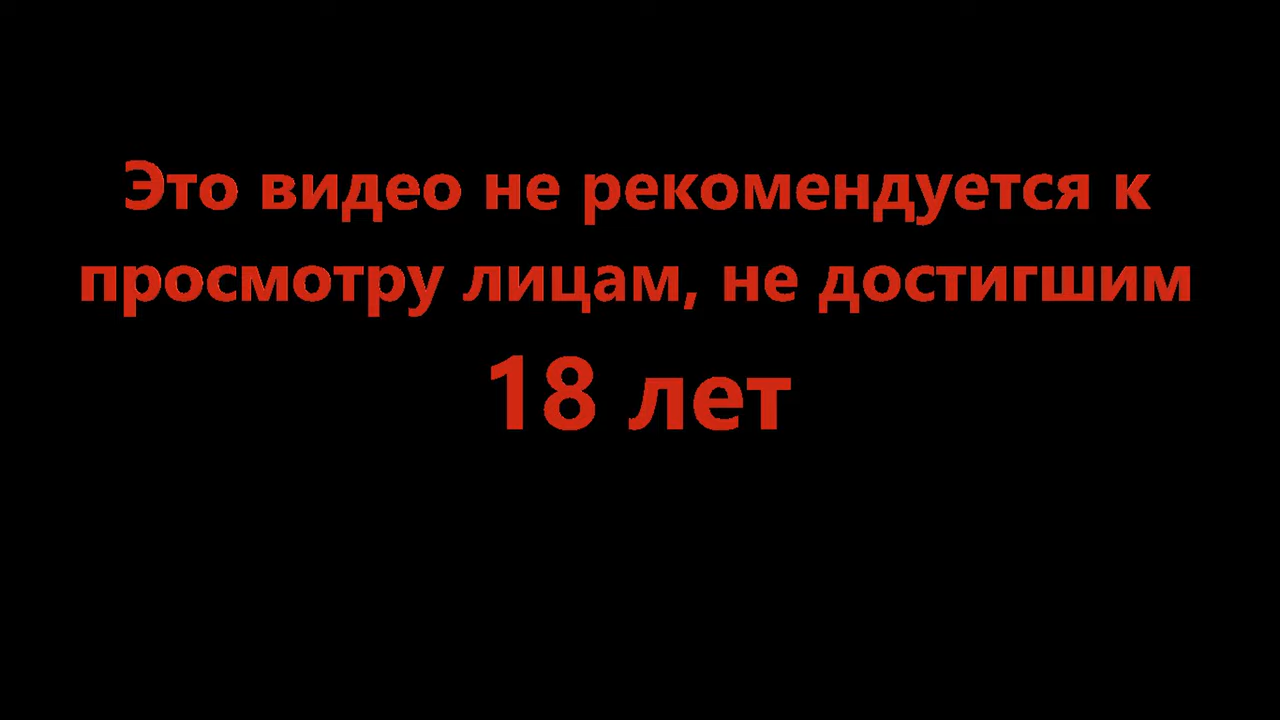 Это видео не рекомендуется к
просмотру лицам, не достигшим
18 лет